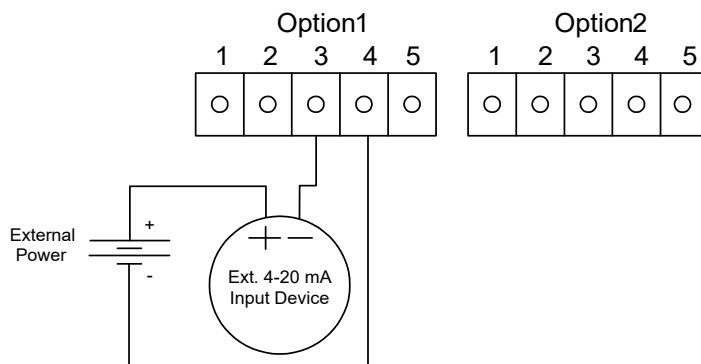 Option1
Option2
1 2 3 4 5
1 2 3 4 5
+
External
Power
-
+ -
Ext. 4-20 mA
Input Device